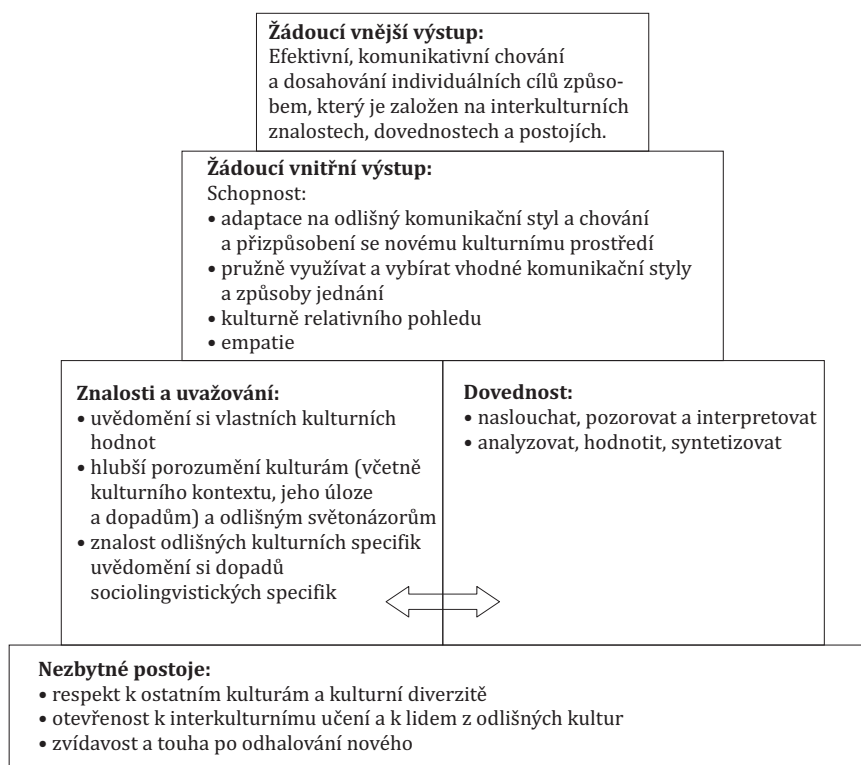 Žádoucí vnější výstup:
Efektivní, komunikativní chování
a dosahování individuálních cílů způso-
bem, který je založen na interkulturních
znalostech, dovednostech a postojích.
Žádoucí vnitřní výstup:
Schopnost:
• adaptace na odlišný komunikační styl a chování
a přizpůsobení se novému kulturnímu prostředí
• pružně využívat a vybírat vhodné komunikační styly
a způsoby jednání
• kulturně relativního pohledu
• empatie
Znalosti a uvažování:
• uvědomění si vlastních kulturních
hodnot
• hlubší porozumění kulturám (včetně
kulturního kontextu, jeho úloze
a dopadům) a odlišným světonázorům
• znalost odlišných kulturních specifik
uvědomění si dopadů
sociolingvistických specifik
Dovednost:
• naslouchat, pozorovat a interpretovat
• analyzovat, hodnotit, syntetizovat
Nezbytné postoje:
• respekt k ostatním kulturám a kulturní diverzitě
• otevřenost k interkulturnímu učení a k lidem z odlišných kultur
• zvídavost a touha po odhalování nového